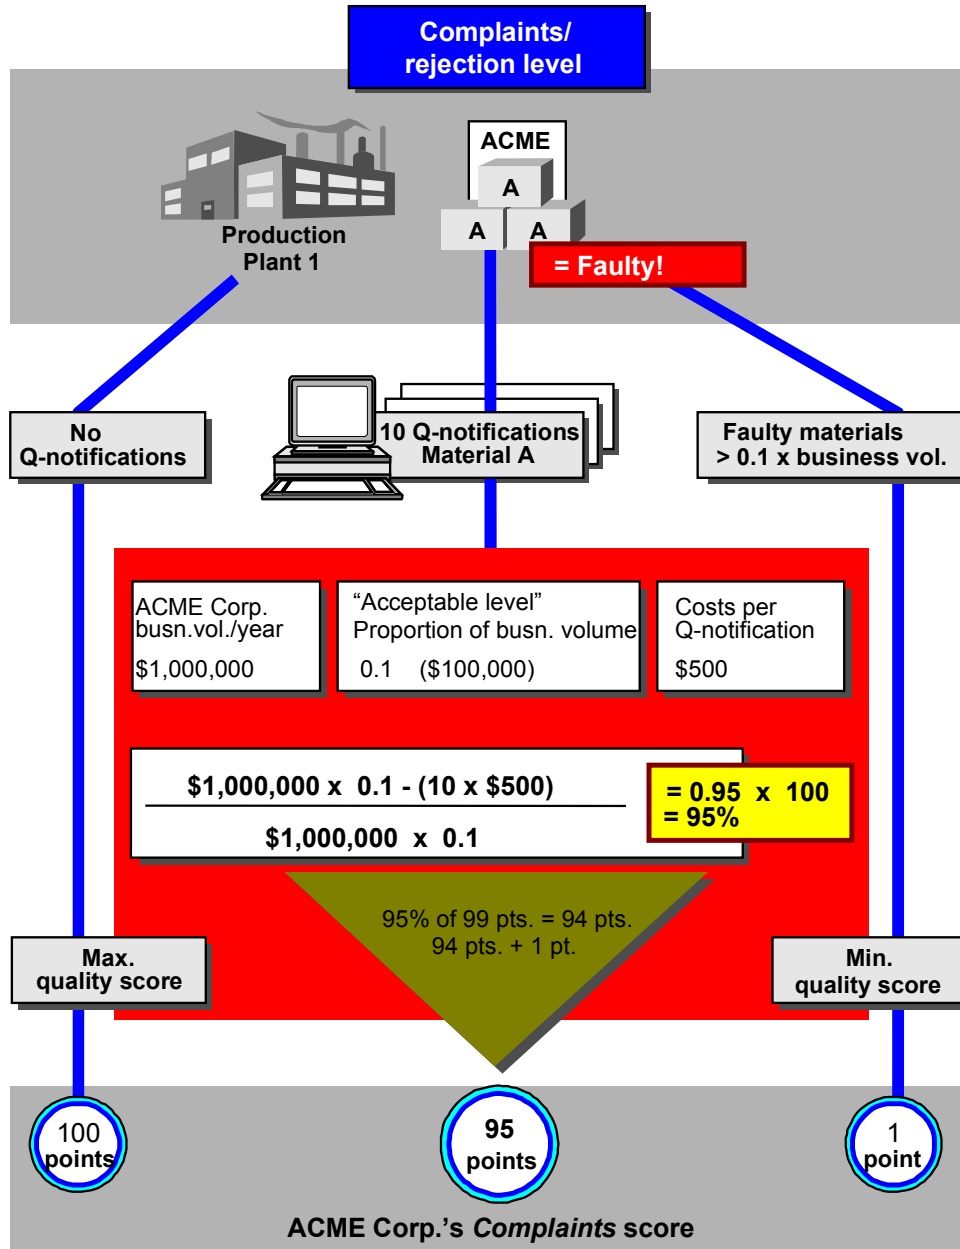 Complaints/
rejection level
ACME
A
A A
Production
Plant 1
= Faulty!
No
Q-notifications
10 Q-notifications
Material A
Faulty materials
> 0.1 x business vol.
ACME Corp.
busn.vol./year
$1,000,000
“Acceptable level”
Proportion of busn. volume
0.1 ($100,000)
Costs per
Q-notification
$500
$1,000,000 x 0.1 - (10 x $500)
$1,000,000 x 0.1
= 0.95 x 100
= 95%
95% of 99 pts. = 94 pts.
94 pts. + 1 pt.
Max.
quality score
Min.
quality score
100
points
95
points
1
point
ACME Corp.’s Complaints score